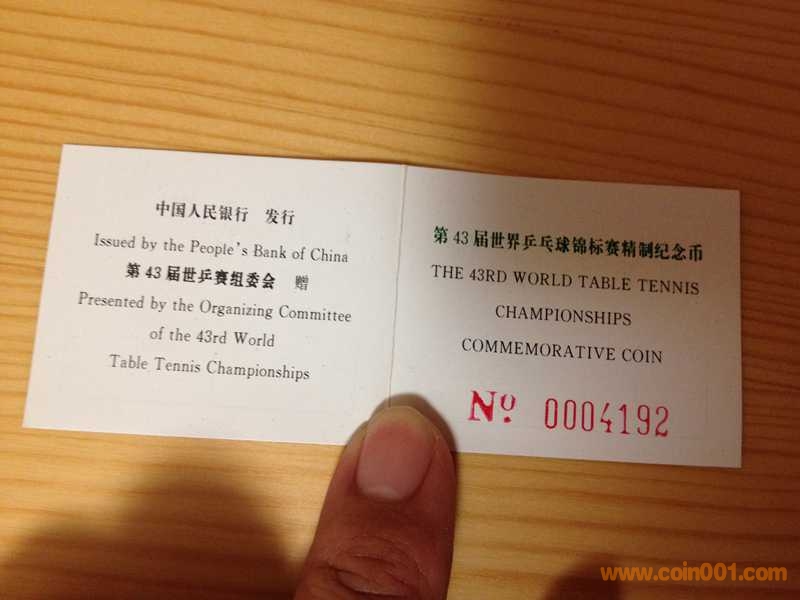 中国人民银行 发行
Issued by the People's Bank of China
第43届世乒赛组委会 赠
Presented by the Organizing Committee
of the 43rd World
Table Tennis Championships
第43届世界乒乓球锦标赛精制纪念币
THE 43RD WORLD TABLE TENNIS
CHAMPIONSHIPS
COMMEMORATIVE COIN
Nº 0004192
www.coin001.com